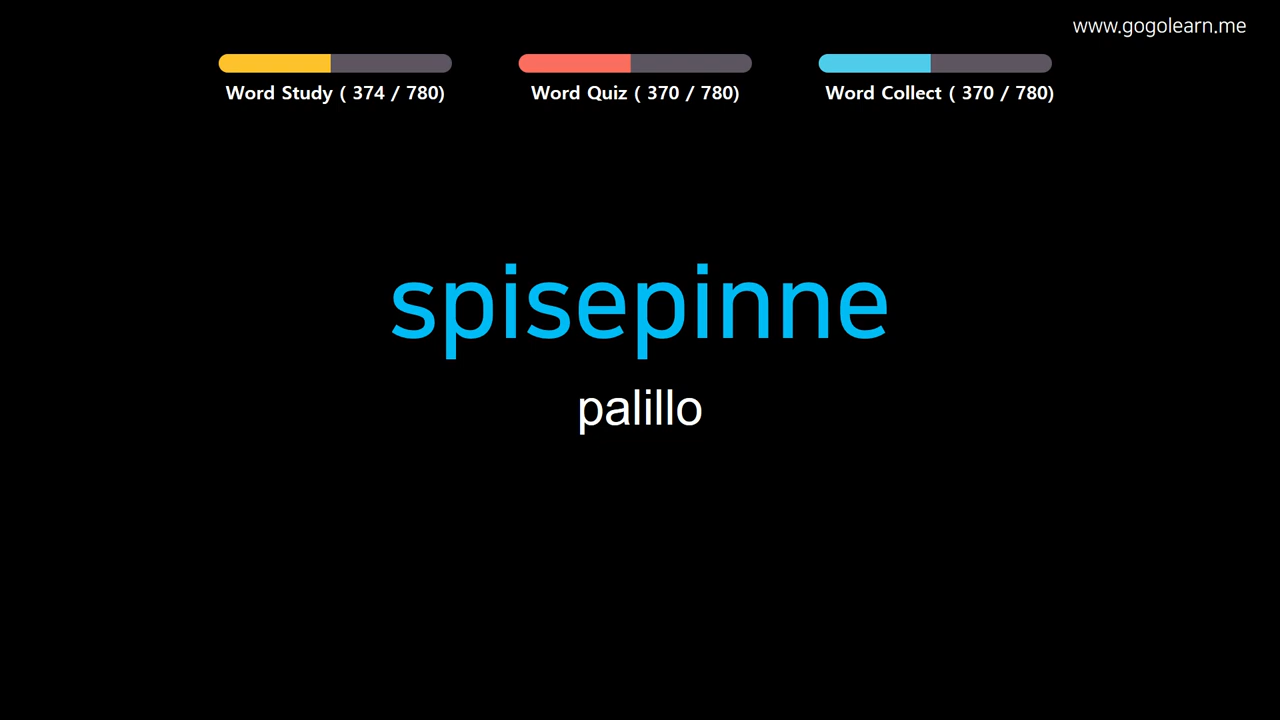 www.gogolearn.me
Word Study ( 374 / 780)
Word Quiz ( 370 / 780)
Word Collect ( 370 / 780)
spisepinne
palillo